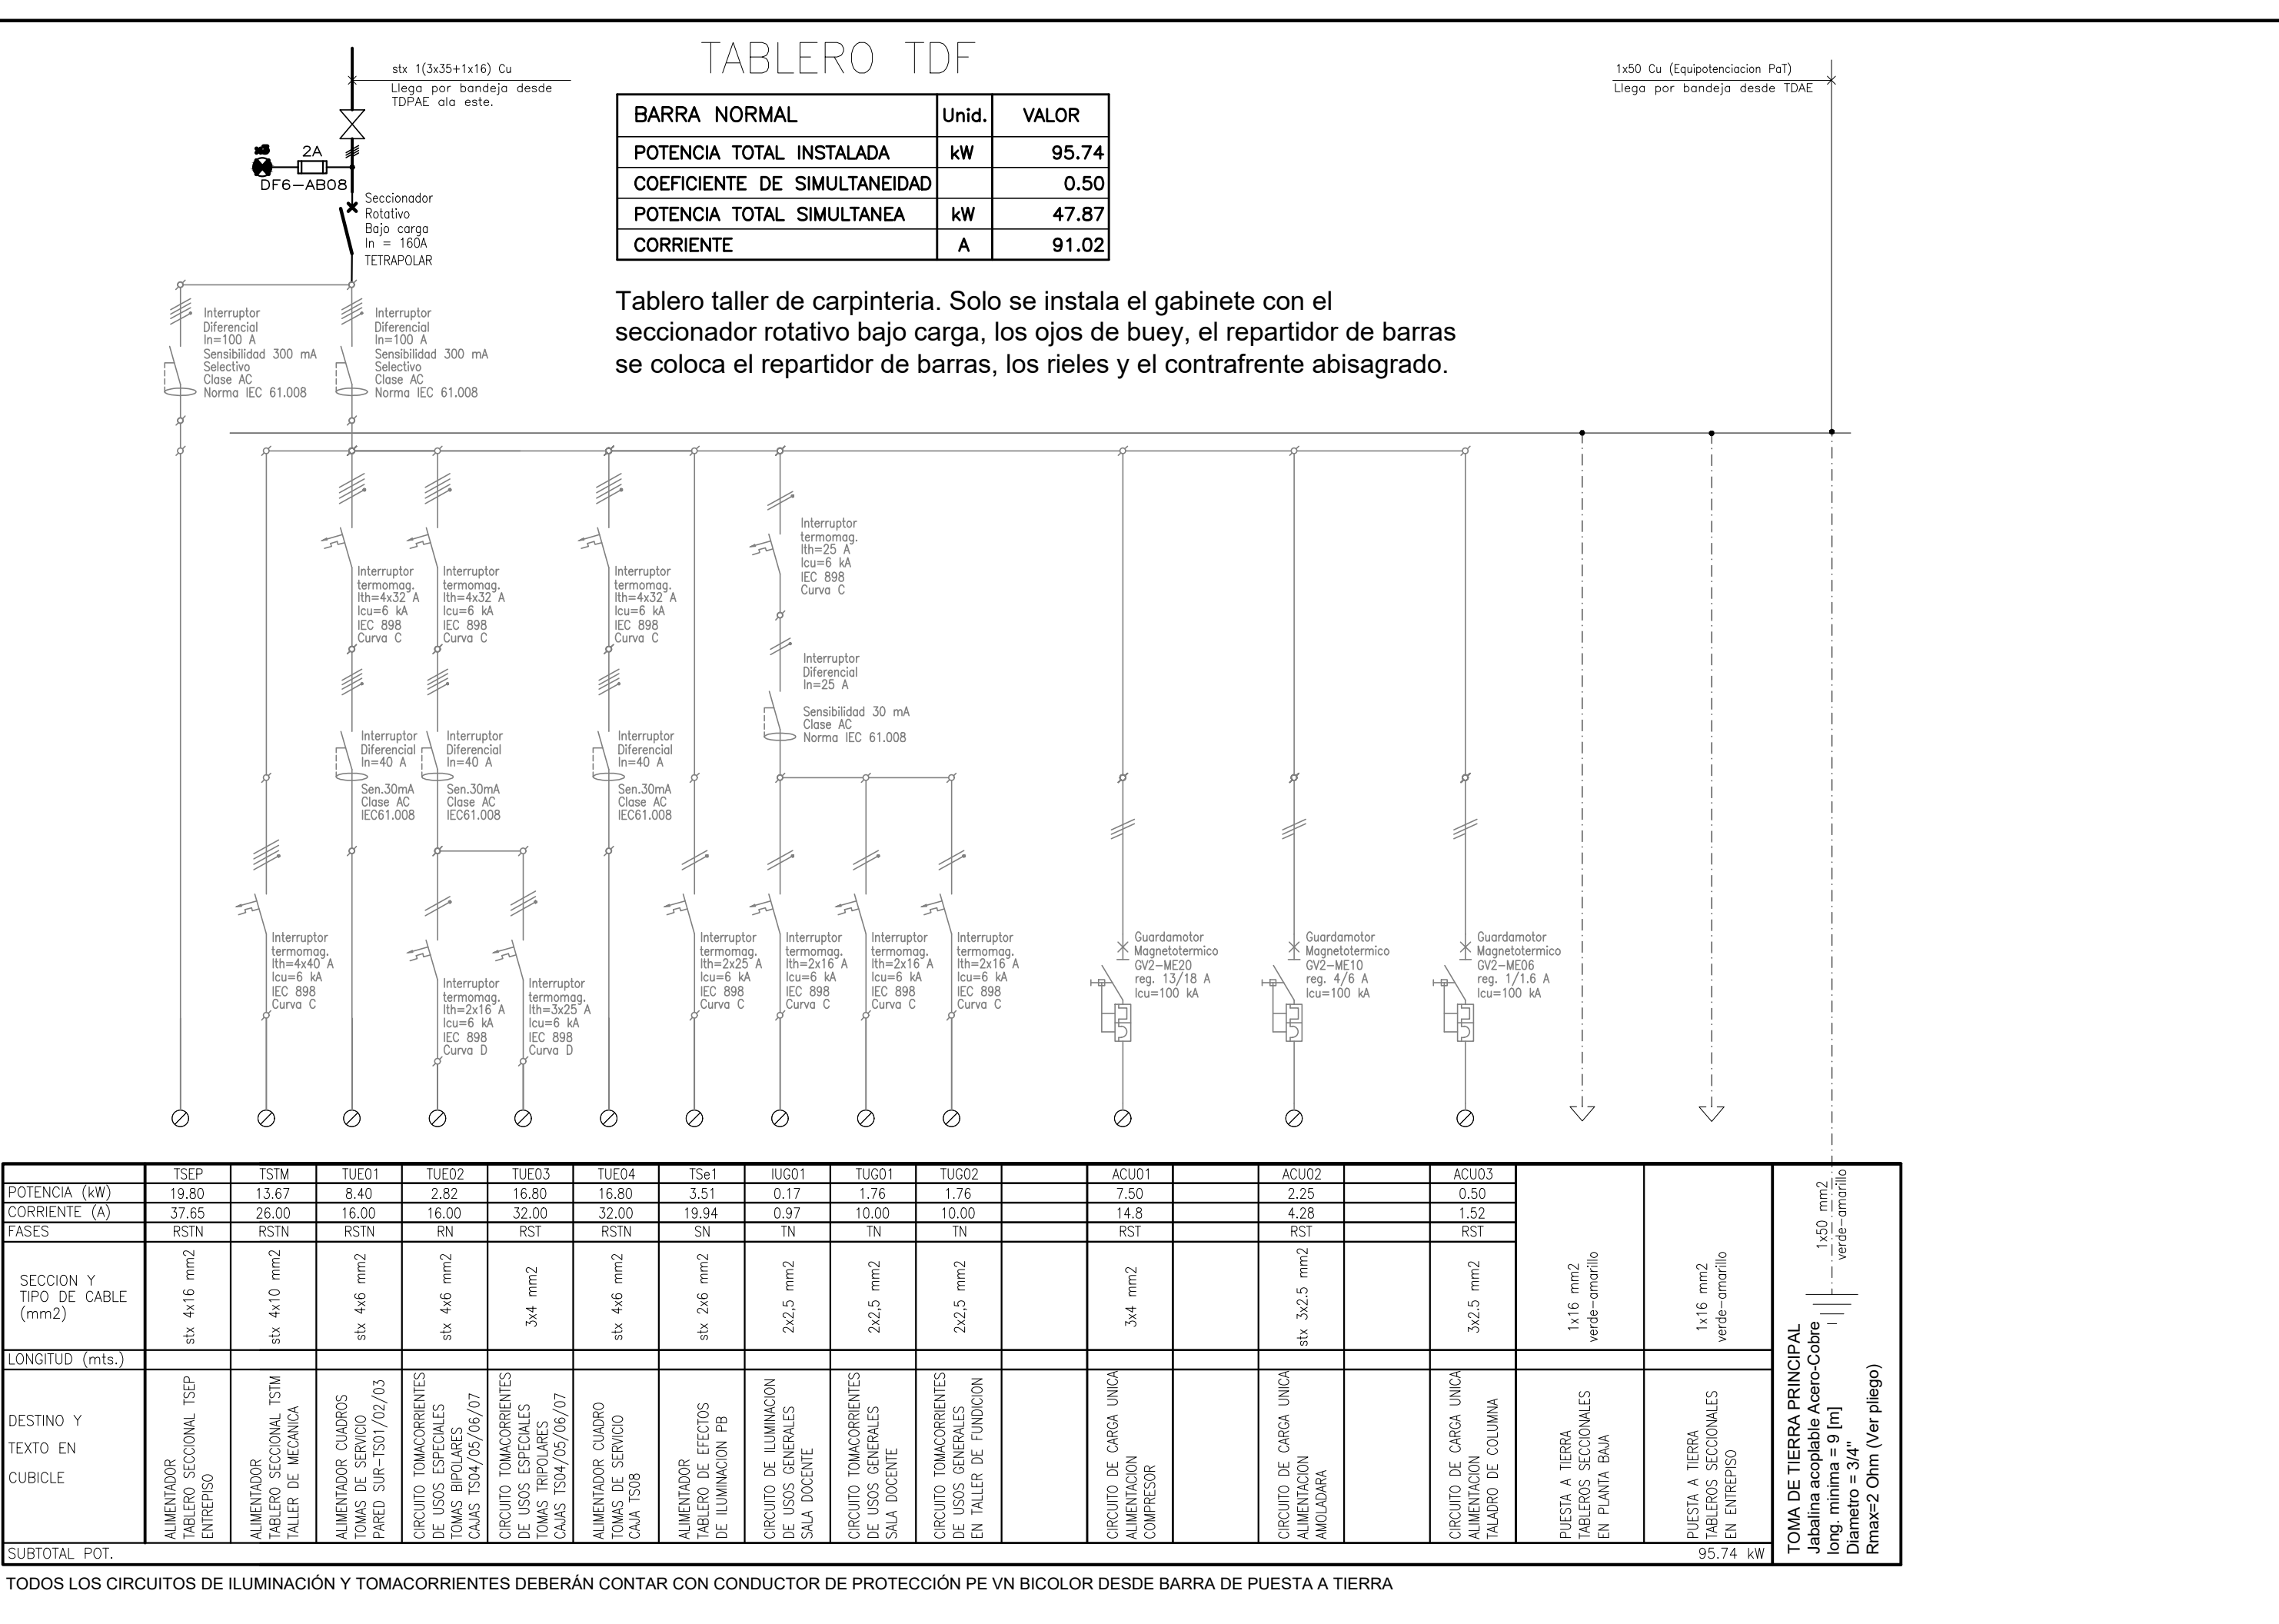 TABLERO TDF
stx 1(3x35+1x16) Cu
Llega por bandeja desde
TDPAE ala este.
1x50 Cu (Equipotenciacion PaT)
Llega por bandeja desde TDAE
x3
2A
DF6-AB08
Seccionador
Rotativo
Bajo carga
In = 160A
TETRAPOLAR
BARRA NORMAL Unid. VALOR
POTENCIA TOTAL INSTALADA kW 95.74
COEFICIENTE DE SIMULTANEIDAD 0.50
POTENCIA TOTAL SIMULTANEA kW 47.87
CORRIENTE A 91.02
Tablero taller de carpinteria. Solo se instala el gabinete con el
seccionador rotativo bajo carga, los ojos de buey, el repartidor de barras
se coloca el repartidor de barras, los rieles y el contrafrente abisagrado.
Interruptor
Diferencial
In=100 A
Sensibilidad 300 mA
Selectivo
Clase AC
Norma IEC 61.008
Interruptor
Diferencial
In=100 A
Sensibilidad 300 mA
Selectivo
Clase AC
Norma IEC 61.008
Interruptor
termomag.
Ith=4x32 A
Icu=6 kA
IEC 898
Curva C
Interruptor
termomag.
Ith=4x32 A
Icu=6 kA
IEC 898
Curva C
Interruptor
termomag.
Ith=4x32 A
Icu=6 kA
IEC 898
Curva C
Interruptor
termomag.
Ith=25 A
Icu=6 kA
IEC 898
Curva C
Interruptor
Diferencial
In=25 A
Sensibilidad 30 mA
Clase AC
Norma IEC 61.008
Interruptor
Diferencial
In=40 A
Sen.30mA
Clase AC
IEC61.008
Interruptor
Diferencial
In=40 A
Sen.30mA
Clase AC
IEC61.008
Interruptor
Diferencial
In=40 A
Sen.30mA
Clase AC
IEC61.008
Interruptor
termomag.
Ith=4x40 A
Icu=6 kA
IEC 898
Curva C
Interruptor
termomag.
Ith=2x16 A
Icu=6 kA
IEC 898
Curva D
Interruptor
termomag.
Ith=3x25 A
Icu=6 kA
IEC 898
Curva D
Interruptor
termomag.
Ith=2x25 A
Icu=6 kA
IEC 898
Curva C
Interruptor
termomag.
Ith=2x16 A
Icu=6 kA
IEC 898
Curva C
Interruptor
termomag.
Ith=2x16 A
Icu=6 kA
IEC 898
Curva C
Interruptor
termomag.
Ith=2x16 A
Icu=6 kA
IEC 898
Curva C
Guardamotor
Magnetotermico
GV2-ME20
reg. 13/18 A
Icu=100 kA
Guardamotor
Magnetotermico
GV2-ME10
reg. 4/6 A
Icu=100 kA
Guardamotor
Magnetotermico
GV2-ME06
reg. 1/1.6 A
Icu=100 kA
TSEP TSTM TUE01 TUE02 TUE03 TUE04 TSe1 IUG01 TUG01 TUG02 ACU01 ACU02 ACU03
POTENCIA (kW) 19.80 13.67 8.40 2.82 16.80 16.80 3.51 0.17 1.76 1.76 7.50 2.25 0.50
CORRIENTE (A) 37.65 26.00 16.00 16.00 32.00 32.00 19.94 0.97 10.00 10.00 14.8 4.28 1.52
FASES RSTN RSTN RSTN RN RST RSTN SN TN TN TN RST RST RST
SECCION Y
TIPO DE CABLE
(mm2)
stx 4x16 mm2
stx 4x10 mm2
stx 4x6 mm2
stx 4x6 mm2
3x4 mm2
stx 4x6 mm2
stx 2x6 mm2
2x2,5 mm2
2x2,5 mm2
2x2,5 mm2
3x4 mm2
stx 3x2.5 mm2
3x2.5 mm2
1x16 mm2
verde-amarillo
1x16 mm2
verde-amarillo
1x50 mm2
verde-amarillo
LONGITUD (mts.)
DESTINO Y
TEXTO EN
CUBICLE
ALIMENTADOR
TABLERO SECCIONAL TSEP
ENTREPISO
ALIMENTADOR
TABLERO SECCIONAL TSTM
TALLER DE MECANICA
ALIMENTADOR CUADROS
TOMAS DE SERVICIO
PARED SUR-TS01/02/03
CIRCUITO TOMACORRIENTES
DE USOS ESPECIALES
TOMAS BIPOLARES
CAJAS TS04/05/06/07
CIRCUITO TOMACORRIENTES
DE USOS ESPECIALES
TOMAS TRIPOLARES
CAJAS TS04/05/06/07
ALIMENTADOR CUADRO
TOMAS DE SERVICIO
CAJA TS08
ALIMENTADOR
TABLERO DE EFECTOS
DE ILUMINACION PB
CIRCUITO DE ILUMINACION
DE USOS GENERALES
SALA DOCENTE
CIRCUITO TOMACORRIENTES
DE USOS GENERALES
SALA DOCENTE
CIRCUITO TOMACORRIENTES
DE USOS GENERALES
EN TALLER DE FUNDICION
CIRCUITO DE CARGA UNICA
ALIMENTACION
COMPRESOR
CIRCUITO DE CARGA UNICA
ALIMENTACION
AMOLADARA
CIRCUITO DE CARGA UNICA
ALIMENTACION
TALADRO DE COLUMNA
PUESTA A TIERRA
TABLEROS SECCIONALES
EN PLANTA BAJA
PUESTA A TIERRA
TABLEROS SECCIONALES
EN ENTREPISO
TOMA DE TIERRA PRINCIPAL
Jabalina acoplable Acero-Cobre
long. minima = 9 [m]
Diametro = 3/4"
Rmax=2 Ohm (Ver pliego)
SUBTOTAL POT. 95.74 kW
TODOS LOS CIRCUITOS DE ILUMINACIÓN Y TOMACORRIENTES DEBERÁN CONTAR CON CONDUCTOR DE PROTECCIÓN PE VN BICOLOR DESDE BARRA DE PUESTA A TIERRA